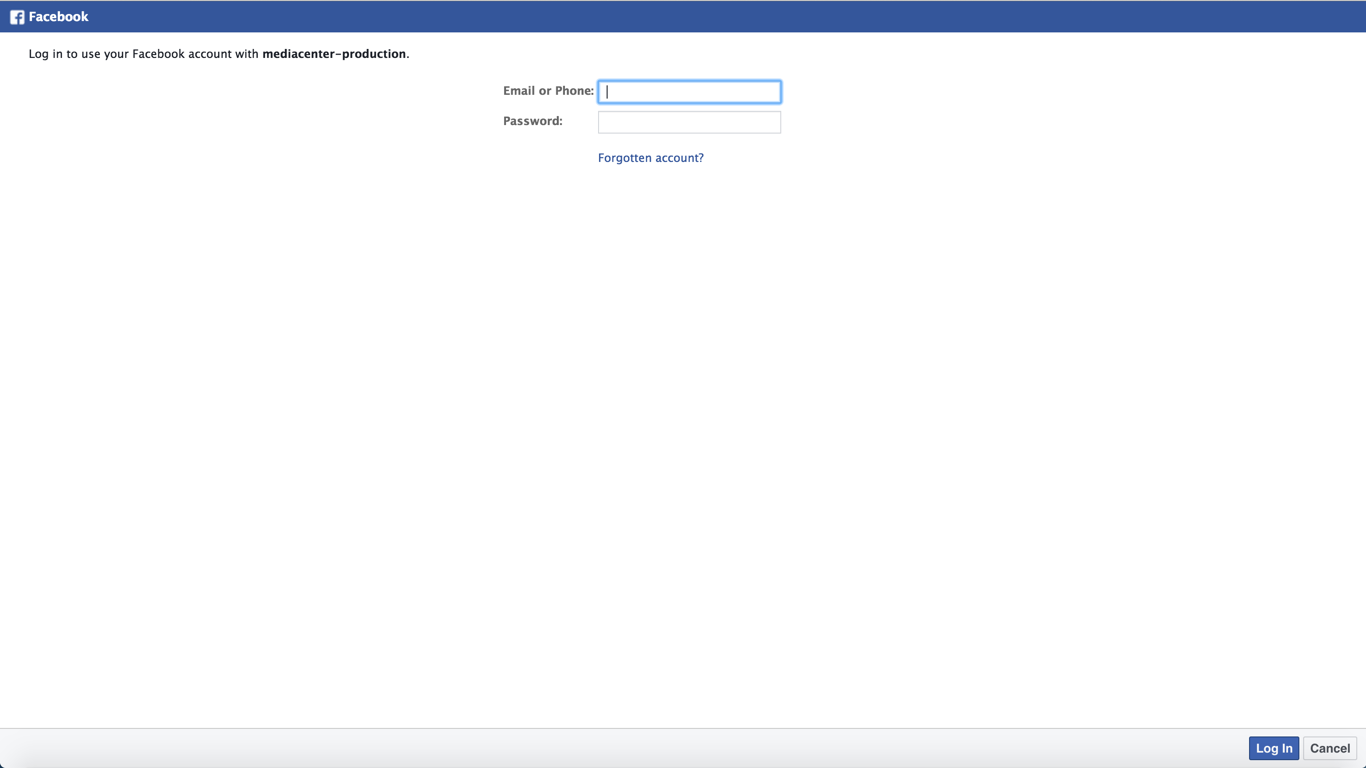 Facebook
Log in to use your Facebook account with mediacenter-production.
Email or Phone:
Password:
Forgotten account?
Log In Cancel